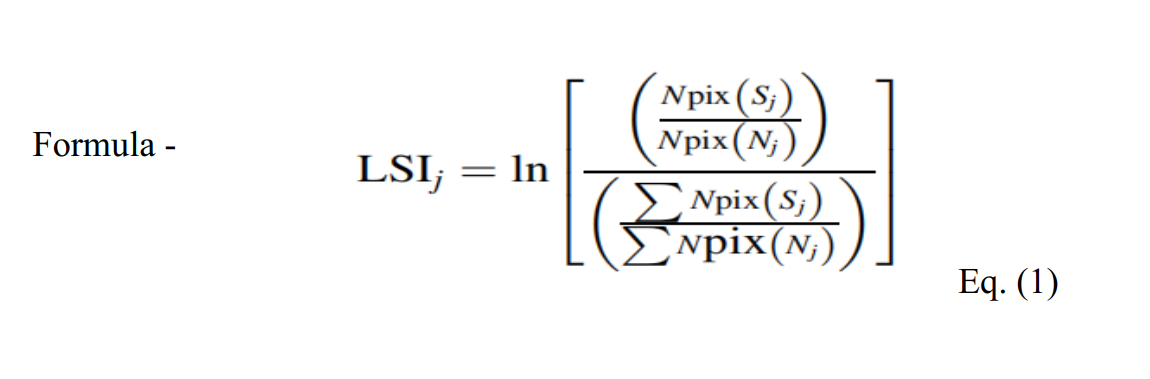 Formula -
LSI_j = ln [ ( Npix(S_j) / Npix(N_j) ) / ( ∑ Npix(S_j) / ∑ Npix(N_j) ) ]
Eq. (1)